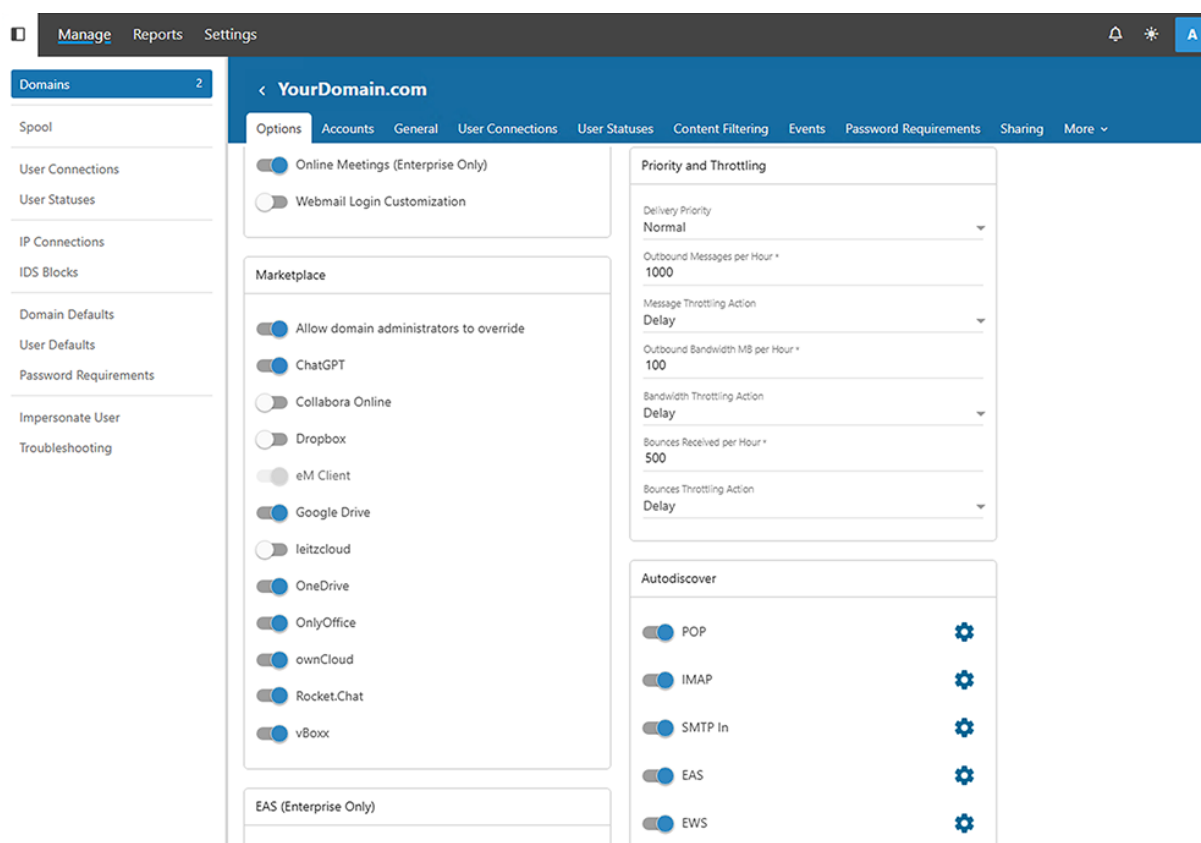 Manage Reports Settings
A
Domains 2
Spool
User Connections
User Statuses
IP Connections
IDS Blocks
Domain Defaults
User Defaults
Password Requirements
Impersonate User
Troubleshooting
YourDomain.com
Options Accounts General User Connections User Statuses Content Filtering Events Password Requirements Sharing More
Online Meetings (Enterprise Only)
Webmail Login Customization
Marketplace
Allow domain administrators to override
ChatGPT
Collabora Online
Dropbox
eM Client
Google Drive
leitzcloud
OneDrive
OnlyOffice
ownCloud
Rocket.Chat
vBoxx
EAS (Enterprise Only)
Priority and Throttling
Delivery Priority
Normal
Outbound Messages per Hour *
1000
Message Throttling Action
Delay
Outbound Bandwidth MB per Hour *
100
Bandwidth Throttling Action
Delay
Bounces Received per Hour *
500
Bounces Throttling Action
Delay
Autodiscover
POP
IMAP
SMTP In
EAS
EWS